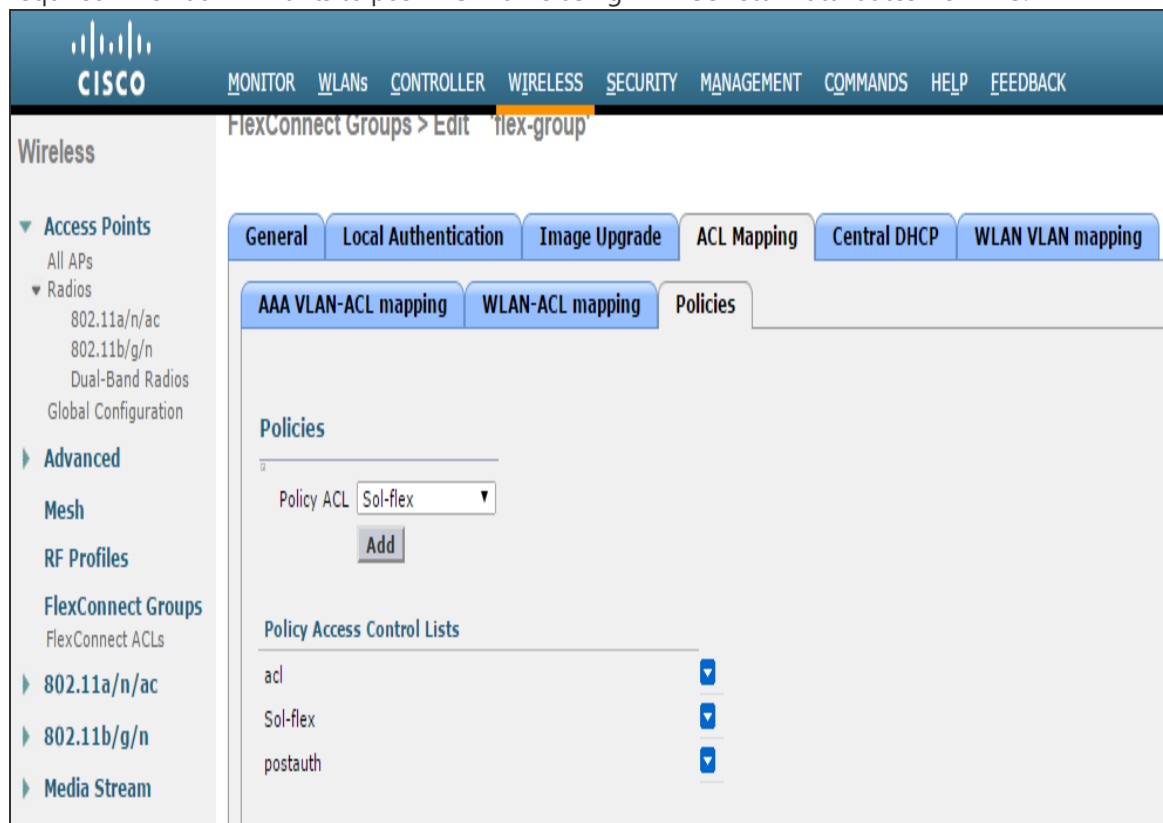 CISCO
MONITOR WLANs CONTROLLER WIRELESS SECURITY MANAGEMENT COMMANDS HELP FEEDBACK
Wireless
FlexConnect Groups > Edit 'flex-group'
Access Points
All APs
Radios
802.11a/n/ac
802.11b/g/n
Dual-Band Radios
Global Configuration
Advanced
Mesh
RF Profiles
FlexConnect Groups
FlexConnect ACLs
802.11a/n/ac
802.11b/g/n
Media Stream
General Local Authentication Image Upgrade ACL Mapping Central DHCP WLAN VLAN mapping
AAA VLAN-ACL mapping WLAN-ACL mapping Policies
Policies
Policy ACL Sol-flex
Add
Policy Access Control Lists
acl
Sol-flex
postauth